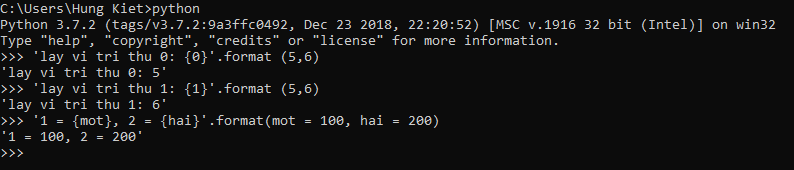 C:\Users\Hung Kiet>python
Python 3.7.2 (tags/v3.7.2:9a3ffc0492, Dec 23 2018, 22:20:52) [MSC v.1916 32 bit (Intel)] on win32
Type "help", "copyright", "credits" or "license" for more information.
>>> 'lay vi tri thu 0: {0}'.format (5,6)
'lay vi tri thu 0: 5'
>>> 'lay vi tri thu 1: {1}'.format (5,6)
'lay vi tri thu 1: 6'
>>> '1 = {mot}, 2 = {hai}'.format(mot = 100, hai = 200)
'1 = 100, 2 = 200'
>>>